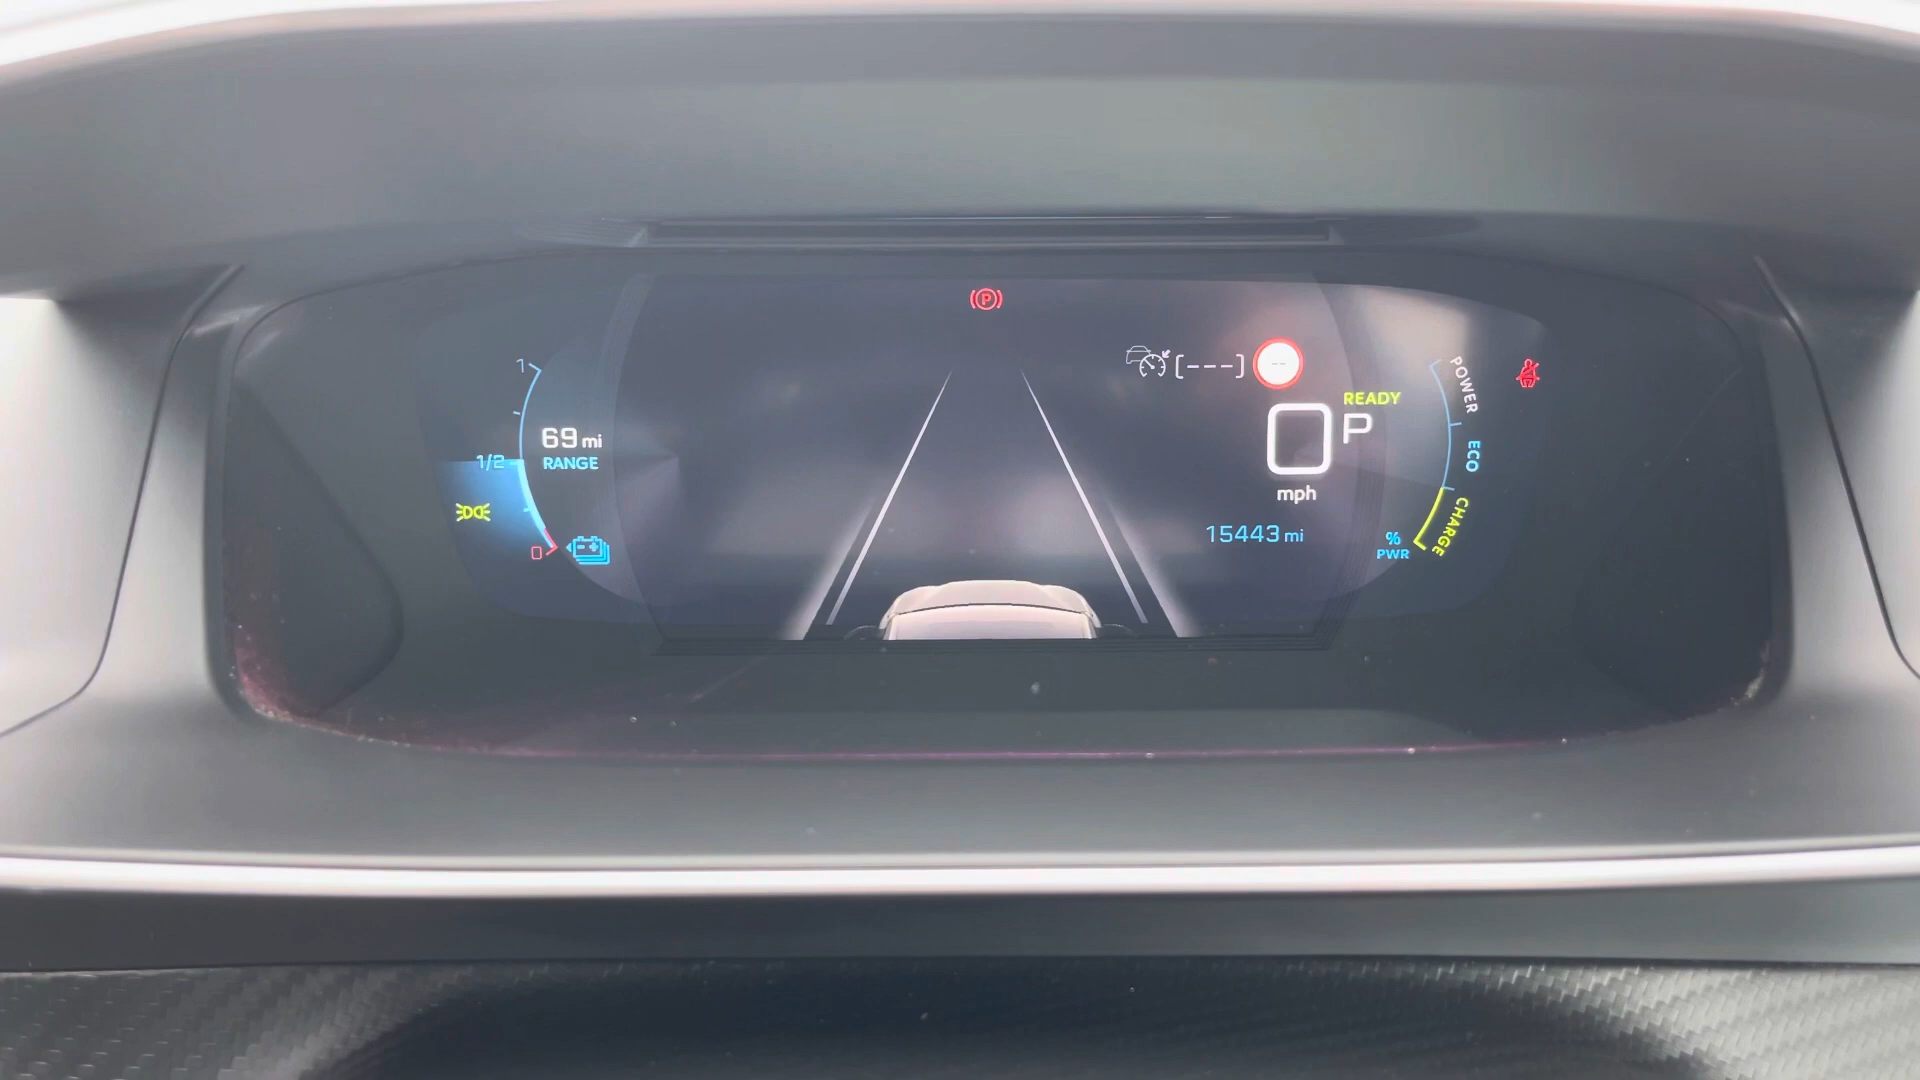 (P)
[---] --
1
READY
POWER
69 mi
0 P
RANGE
1/2
ECO
mph
CHARGE
15443 mi
%
PWR
0